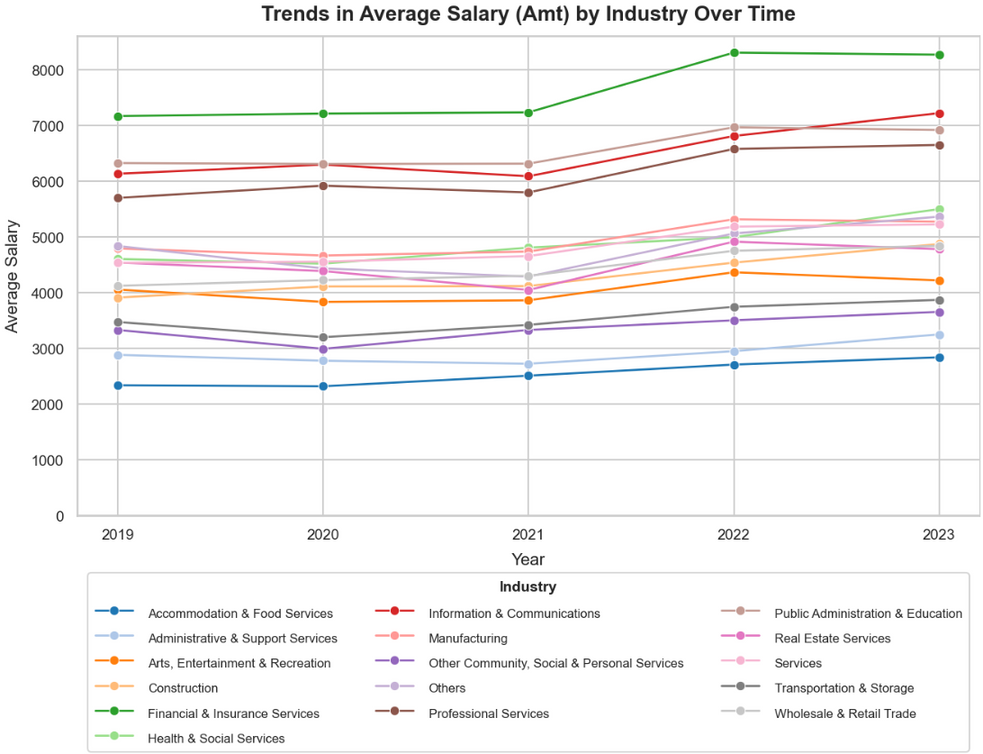 Trends in Average Salary (Amt) by Industry Over Time
Average Salary
8000
7000
6000
5000
4000
3000
2000
1000
0
2019 2020 2021 2022 2023
Year
Industry
Accommodation & Food Services Information & Communications Public Administration & Education
Administrative & Support Services Manufacturing Real Estate Services
Arts, Entertainment & Recreation Other Community, Social & Personal Services Services
Construction Others Transportation & Storage
Financial & Insurance Services Professional Services Wholesale & Retail Trade
Health & Social Services